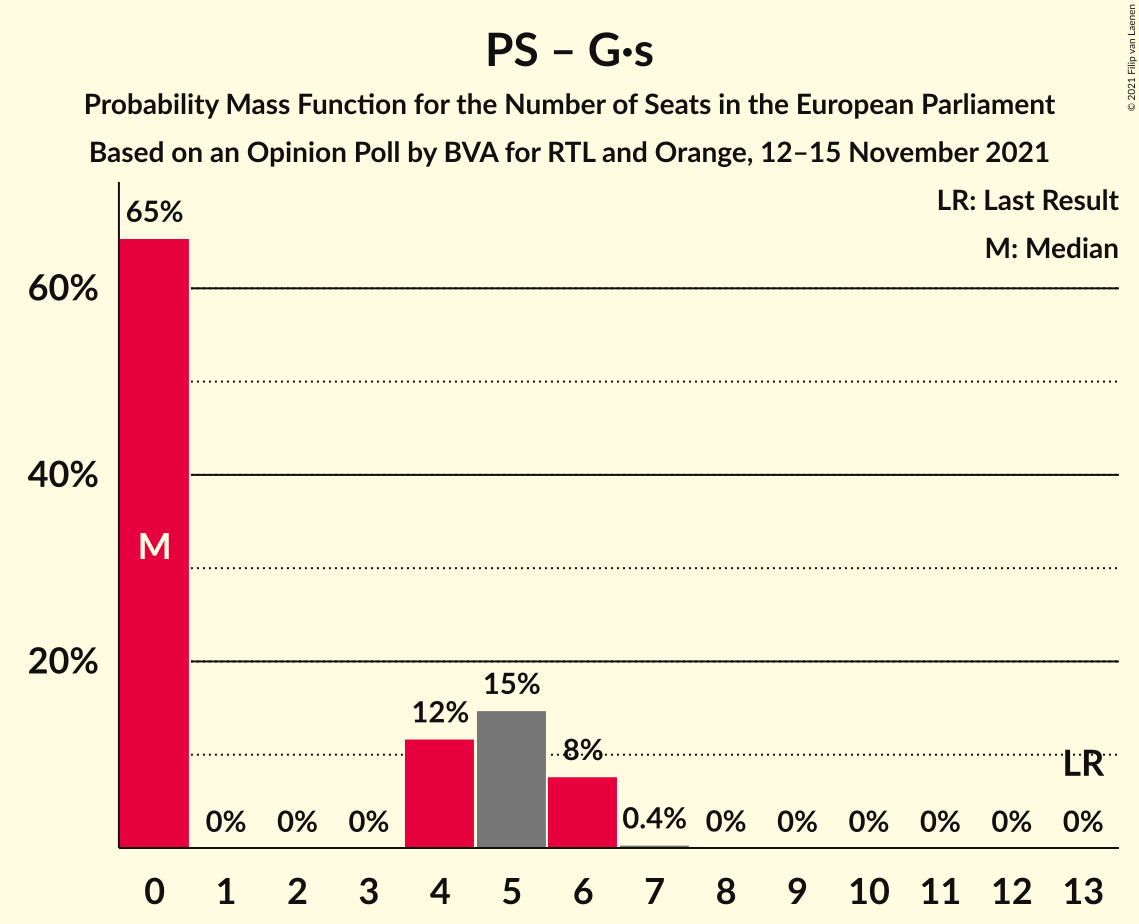 PS – G·s
Probability Mass Function for the Number of Seats in the European Parliament
Based on an Opinion Poll by BVA for RTL and Orange, 12–15 November 2021
© 2021 Filip van Laenen
LR: Last Result
M: Median
60%
40%
20%
65%
0%
0%
0%
12%
15%
8%
0.4%
0%
0%
0%
0%
0%
0%
M
LR
0 1 2 3 4 5 6 7 8 9 10 11 12 13